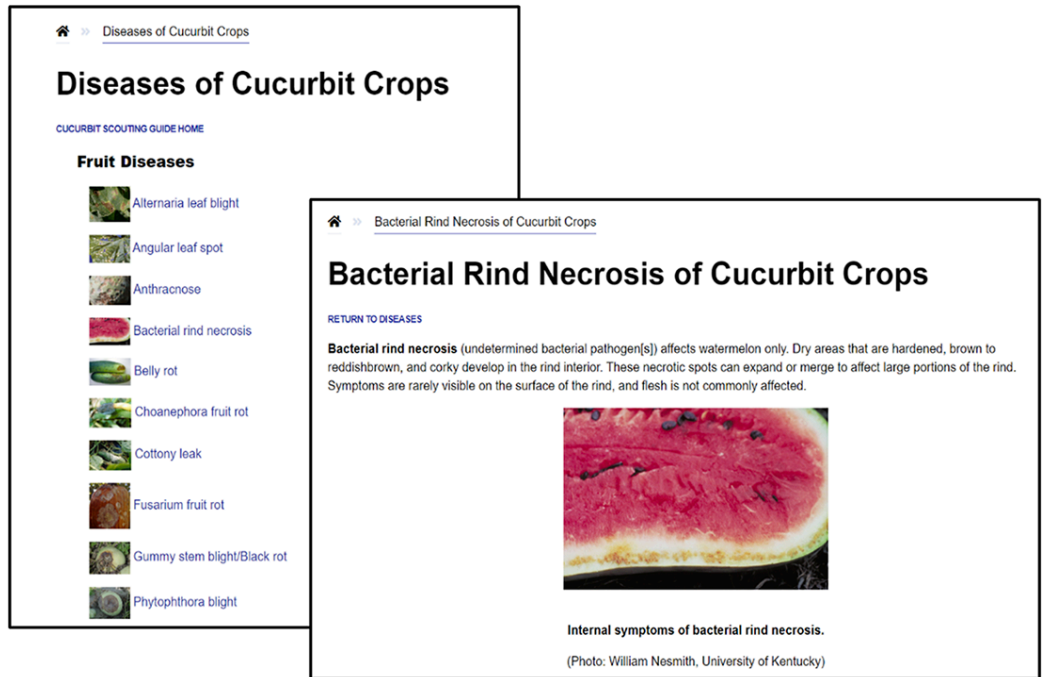 » Diseases of Cucurbit Crops
Diseases of Cucurbit Crops
CUCURBIT SCOUTING GUIDE HOME
Fruit Diseases
Alternaria leaf blight
Angular leaf spot
Anthracnose
Bacterial rind necrosis
Belly rot
Choanephora fruit rot
Cottony leak
Fusarium fruit rot
Gummy stem blight/Black rot
Phytophthora blight
» Bacterial Rind Necrosis of Cucurbit Crops
Bacterial Rind Necrosis of Cucurbit Crops
RETURN TO DISEASES
Bacterial rind necrosis (undetermined bacterial pathogen[s]) affects watermelon only. Dry areas that are hardened, brown to
reddishbrown, and corky develop in the rind interior. These necrotic spots can expand or merge to affect large portions of the rind.
Symptoms are rarely visible on the surface of the rind, and flesh is not commonly affected.
Internal symptoms of bacterial rind necrosis.
(Photo: William Nesmith, University of Kentucky)